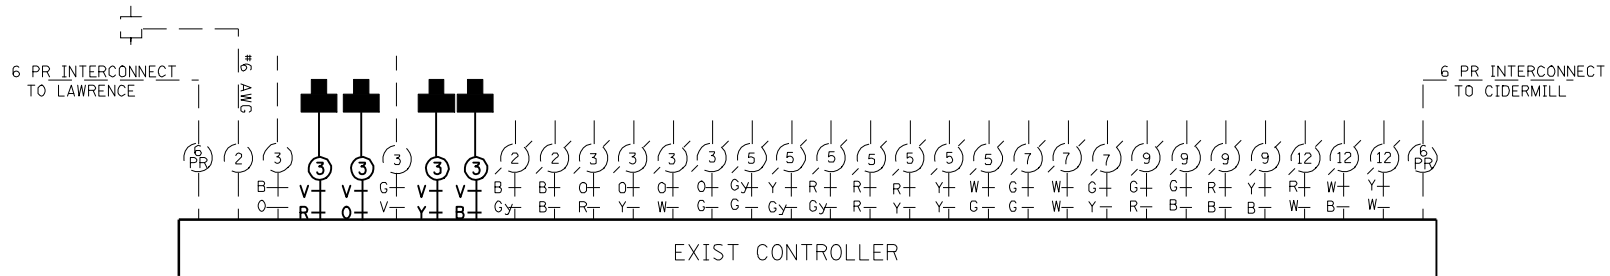 #6 AWG
6 PR INTERCONNECT
TO LAWRENCE
6 PR INTERCONNECT
TO CIDERMILL
6 PR 2 3 3 3 3 3 3 2 2 3 3 3 3 5 5 5 5 5 5 5 7 7 7 9 9 9 9 12 12 12 6 PR
B V V G V V B B O O O O Gy Y R R R Y W G W G G G R Y R W Y
O R O V Y B Gy B R Y W G G Gy Gy R Y Y G G W Y R B B B W B W
EXIST CONTROLLER